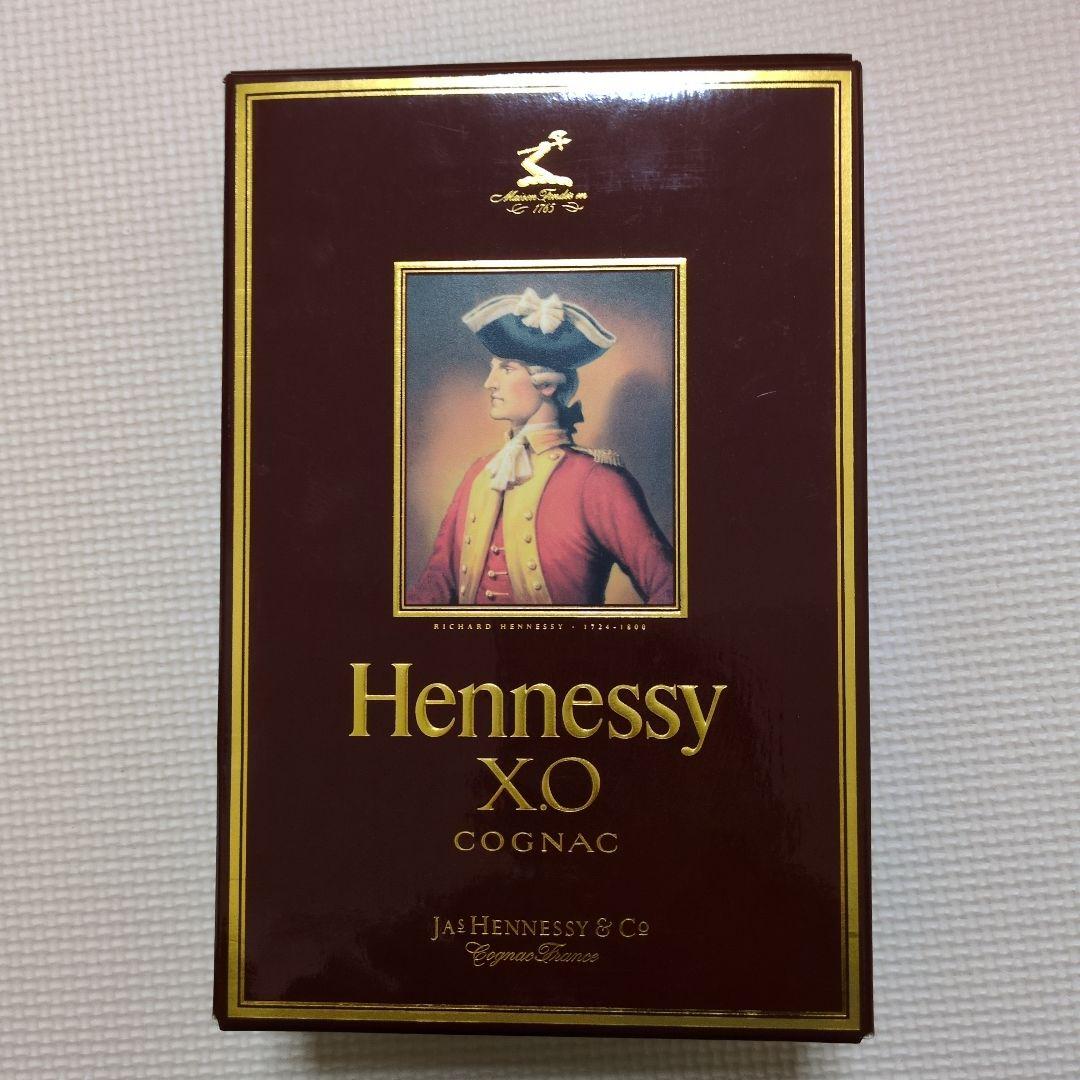 Maison Fondée en
1765
RICHARD HENNESSY · 1724-1800
Hennessy
X.O
COGNAC
JAS HENNESSY & Co
Cognac France